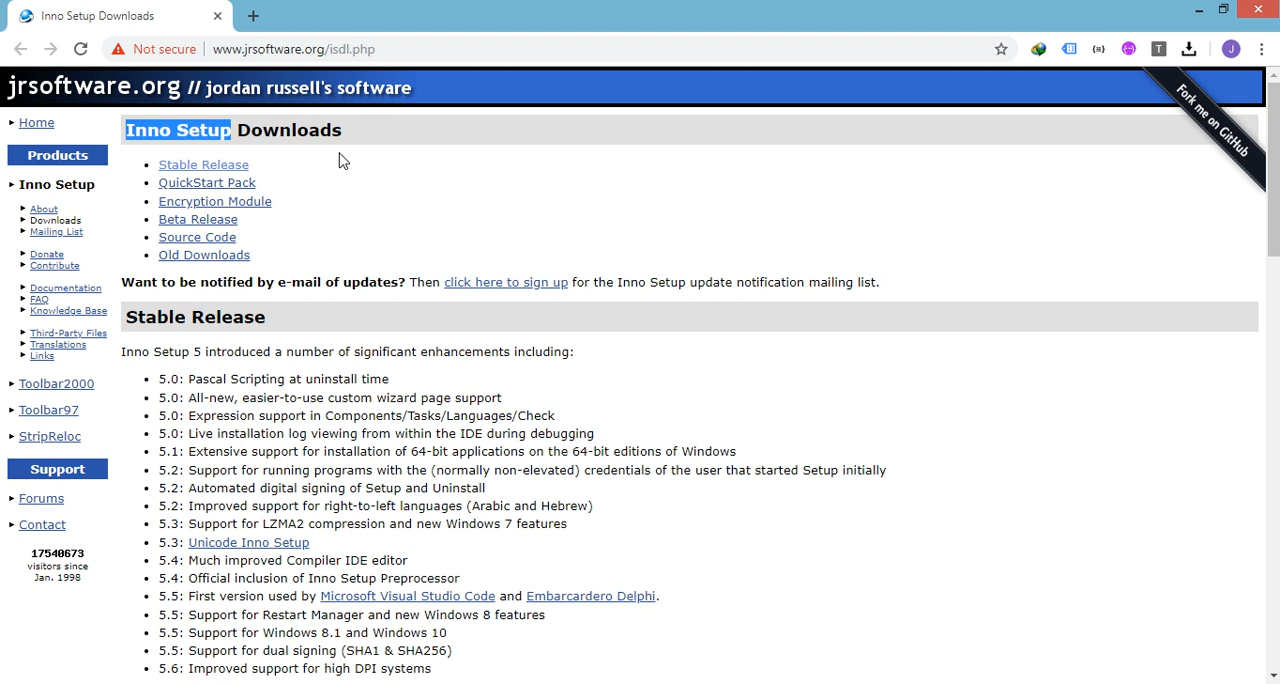 Inno Setup Downloads
Not secure
www.jrsoftware.org/isdl.php
T
J
jrsoftware.org // jordan russell's software
Fork me on GitHub
Home
Products
Inno Setup
About
Downloads
Mailing List
Donate
Contribute
Documentation
FAQ
Knowledge Base
Third-Party Files
Translations
Links
Toolbar2000
Toolbar97
StripReloc
Support
Forums
Contact
17540673
visitors since
Jan. 1998
Inno Setup Downloads
Stable Release
QuickStart Pack
Encryption Module
Beta Release
Source Code
Old Downloads
Want to be notified by e-mail of updates? Then click here to sign up for the Inno Setup update notification mailing list.
Stable Release
Inno Setup 5 introduced a number of significant enhancements including:
5.0: Pascal Scripting at uninstall time
5.0: All-new, easier-to-use custom wizard page support
5.0: Expression support in Components/Tasks/Languages/Check
5.0: Live installation log viewing from within the IDE during debugging
5.1: Extensive support for installation of 64-bit applications on the 64-bit editions of Windows
5.2: Support for running programs with the (normally non-elevated) credentials of the user that started Setup initially
5.2: Automated digital signing of Setup and Uninstall
5.2: Improved support for right-to-left languages (Arabic and Hebrew)
5.3: Support for LZMA2 compression and new Windows 7 features
5.3: Unicode Inno Setup
5.4: Much improved Compiler IDE editor
5.4: Official inclusion of Inno Setup Preprocessor
5.5: First version used by Microsoft Visual Studio Code and Embarcardero Delphi.
5.5: Support for Restart Manager and new Windows 8 features
5.5: Support for Windows 8.1 and Windows 10
5.5: Support for dual signing (SHA1 & SHA256)
5.6: Improved support for high DPI systems